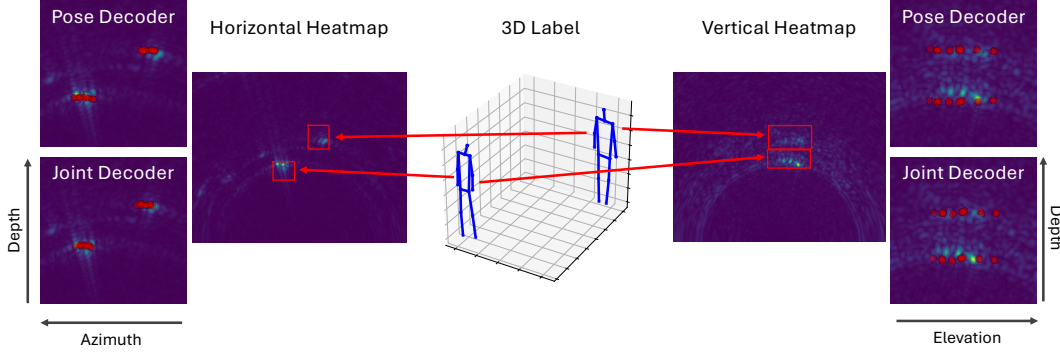 Pose Decoder
Horizontal Heatmap
3D Label
Vertical Heatmap
Pose Decoder
Joint Decoder
Joint Decoder
Depth
Depth
Azimuth
Elevation